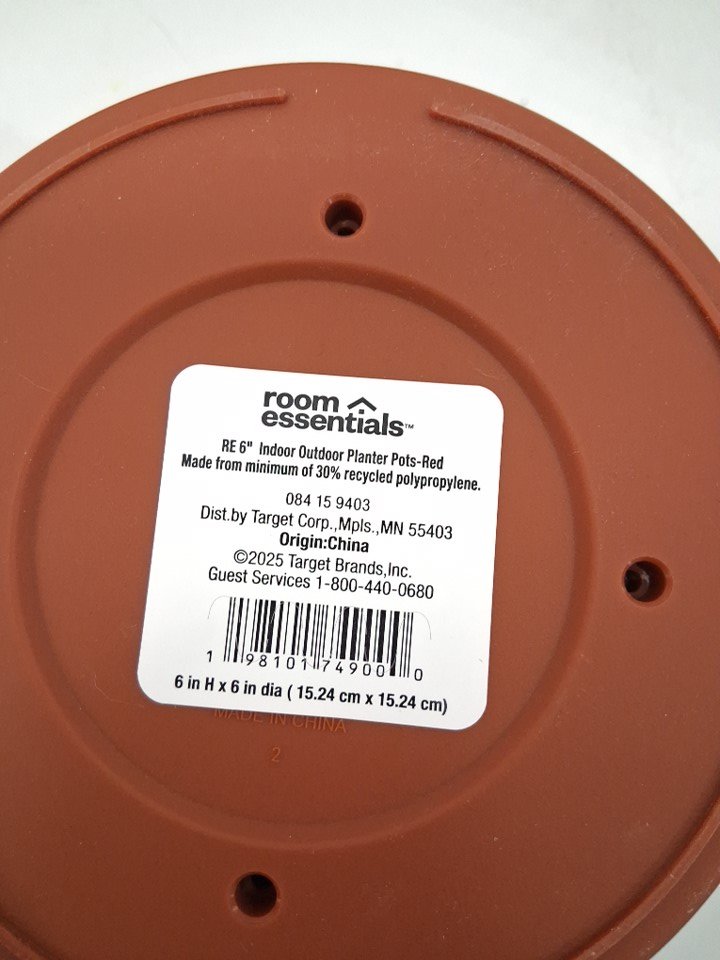 room
essentials™
RE 6" Indoor Outdoor Planter Pots-Red
Made from minimum of 30% recycled polypropylene.
084 15 9403
Dist.by Target Corp.,Mpls.,MN 55403
Origin:China
©2025 Target Brands,Inc.
Guest Services 1-800-440-0680
1 98101 74900 0
6 in H x 6 in dia ( 15.24 cm x 15.24 cm)
MADE IN CHINA
2